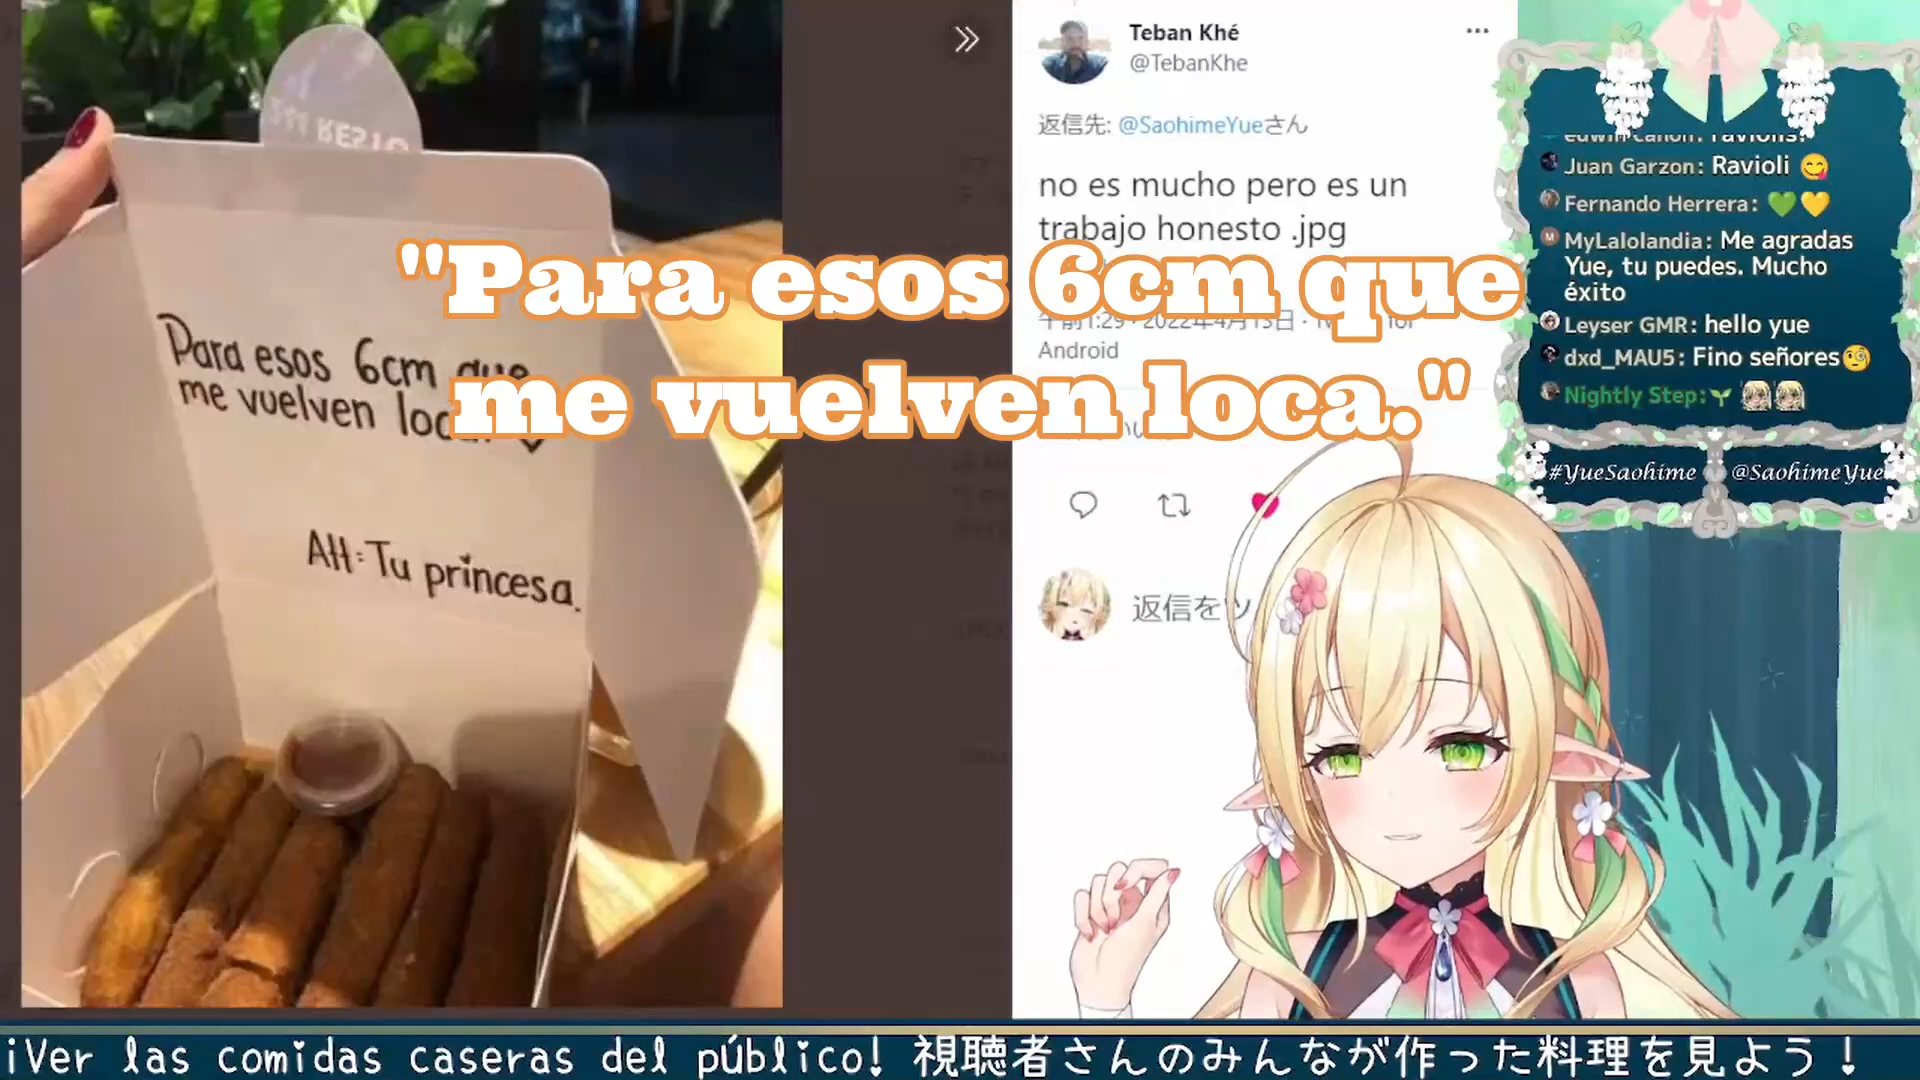 Teban Khé
@TebanKhe
返信先: @SaohimeYueさん
no es mucho pero es un
trabajo honesto .jpg
Android
返信をツ
"Para esos 6cm que
me vuelven loca."
Para esos 6cm que
me vuelven loca.
Att: Tu princesa.
Juan Garzon: Ravioli 😋
Fernando Herrera: 💚💛
MyLalolandia: Me agradas
Yue, tu puedes. Mucho
éxito
Leyser GMR: hello yue
dxd_MAU5: Fino señores🧐
Nightly Step:
#YueSaohime @SaohimeYue
¡Ver las comidas caseras del público! 視聴者さんのみんなが作った料理を見よう!